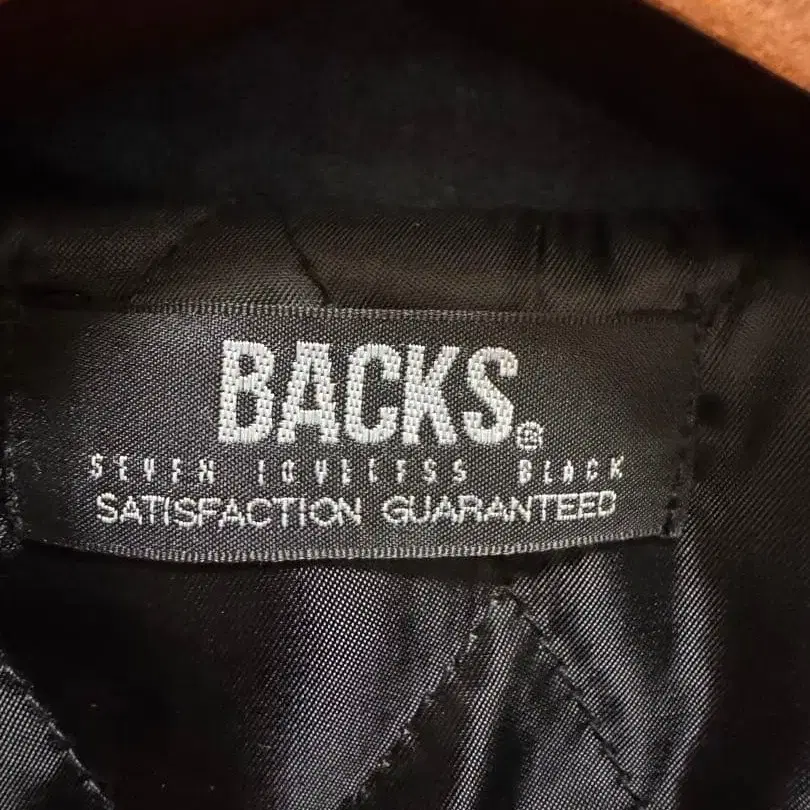 BACKS®
SEVEN LOVELESS BLACK
SATISFACTION GUARANTEED